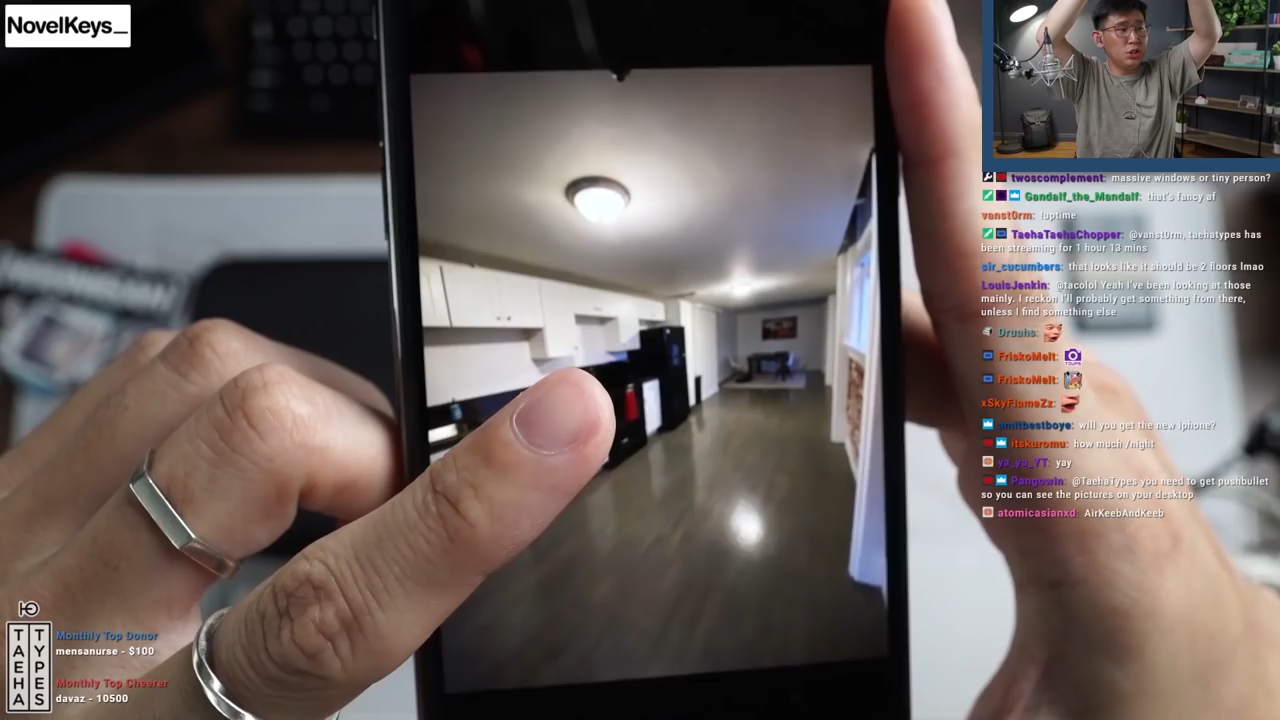 NovelKeys_
twoscomplement: massive windows or tiny person?
Gandalf_the_Mandalf: that's fancy af
vanst0rm: !uptime
TaehaTaehaChopper: @vanst0rm, taehatypes has
been streaming for 1 hour 13 mins
sir_cucumbers: that looks like it should be 2 floors lmao
LouisJenkin: @tacolo! Yeah I've been looking at those
mainly. I reckon I'll probably get something from there,
unless I find something else
Druahs:
FriskoMelt:
FriskoMelt:
xSkyFlameZz:
amitbestboye: will you get the new iphone?
itskuromu: how much /night
ya_ya_YT: yay
Pangowin: @TaehaTypes you need to get pushbullet
so you can see the pictures on your desktop
atomicasianxd: AirKeebAndKeeb
TAEHA
TYPES
Monthly Top Donor
mensanurse - $100
Monthly Top Cheerer
davaz - 10500